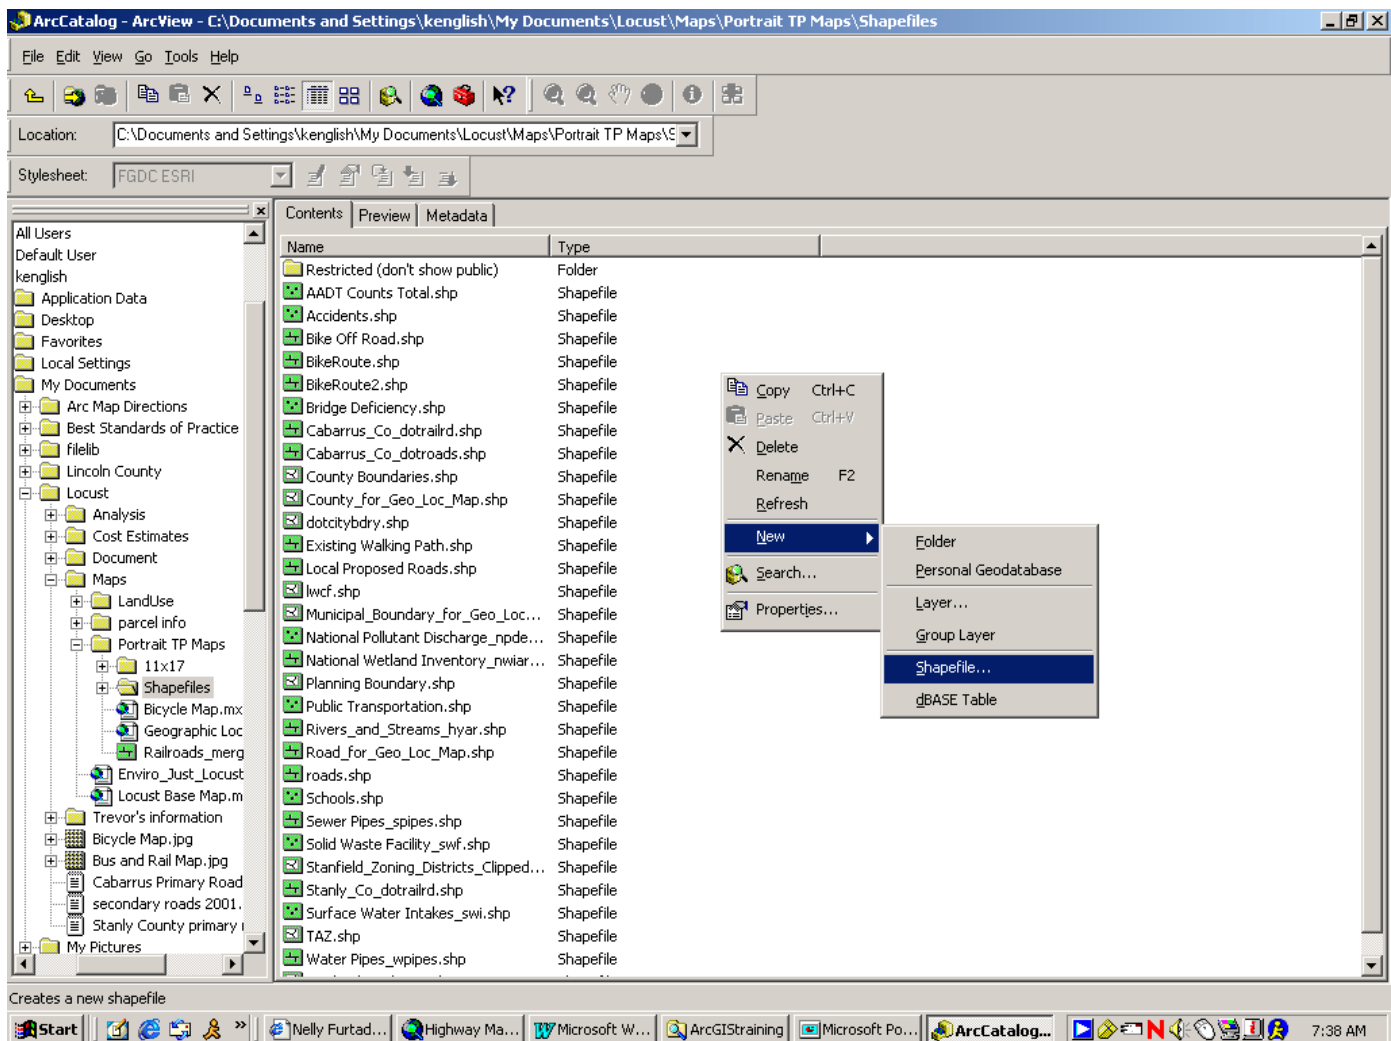 ArcCatalog - ArcView - C:\Documents and Settings\kenglish\My Documents\Locust\Maps\Portrait TP Maps\Shapefiles
File Edit View Go Tools Help
Location: C:\Documents and Settings\kenglish\My Documents\Locust\Maps\Portrait TP Maps\S
Stylesheet: FGDC ESRI
Contents Preview Metadata
All Users
Default User
kenglish
Application Data
Desktop
Favorites
Local Settings
My Documents
Arc Map Directions
Best Standards of Practice
filelib
Lincoln County
Locust
Analysis
Cost Estimates
Document
Maps
LandUse
parcel info
Portrait TP Maps
11x17
Shapefiles
Bicycle Map.mx
Geographic Loc
Railroads_merg
Enviro_Just_Locust
Locust Base Map.m
Trevor's information
Bicycle Map.jpg
Bus and Rail Map.jpg
Cabarrus Primary Road
secondary roads 2001.
Stanly County primary
My Pictures
Name Type
Restricted (don't show public) Folder
AADT Counts Total.shp Shapefile
Accidents.shp Shapefile
Bike Off Road.shp Shapefile
BikeRoute.shp Shapefile
BikeRoute2.shp Shapefile
Bridge Deficiency.shp Shapefile
Cabarrus_Co_dotrailrd.shp Shapefile
Cabarrus_Co_dotroads.shp Shapefile
County Boundaries.shp Shapefile
County_for_Geo_Loc_Map.shp Shapefile
dotcitybdry.shp Shapefile
Existing Walking Path.shp Shapefile
Local Proposed Roads.shp Shapefile
lwcf.shp Shapefile
Municipal_Boundary_for_Geo_Loc... Shapefile
National Pollutant Discharge_npde... Shapefile
National Wetland Inventory_nwiar... Shapefile
Planning Boundary.shp Shapefile
Public Transportation.shp Shapefile
Rivers_and_Streams_hyar.shp Shapefile
Road_for_Geo_Loc_Map.shp Shapefile
roads.shp Shapefile
Schools.shp Shapefile
Sewer Pipes_spipes.shp Shapefile
Solid Waste Facility_swf.shp Shapefile
Stanfield_Zoning_Districts_Clipped... Shapefile
Stanly_Co_dotrailrd.shp Shapefile
Surface Water Intakes_swi.shp Shapefile
TAZ.shp Shapefile
Water Pipes_wpipes.shp Shapefile
Copy Ctrl+C
Paste Ctrl+V
Delete
Rename F2
Refresh
New
Search...
Properties...
Folder
Personal Geodatabase
Layer...
Group Layer
Shapefile...
dBASE Table
Creates a new shapefile
Start » Nelly Furtad... Highway Ma... Microsoft W... ArcGIStraining Microsoft Po... ArcCatalog... 7:38 AM